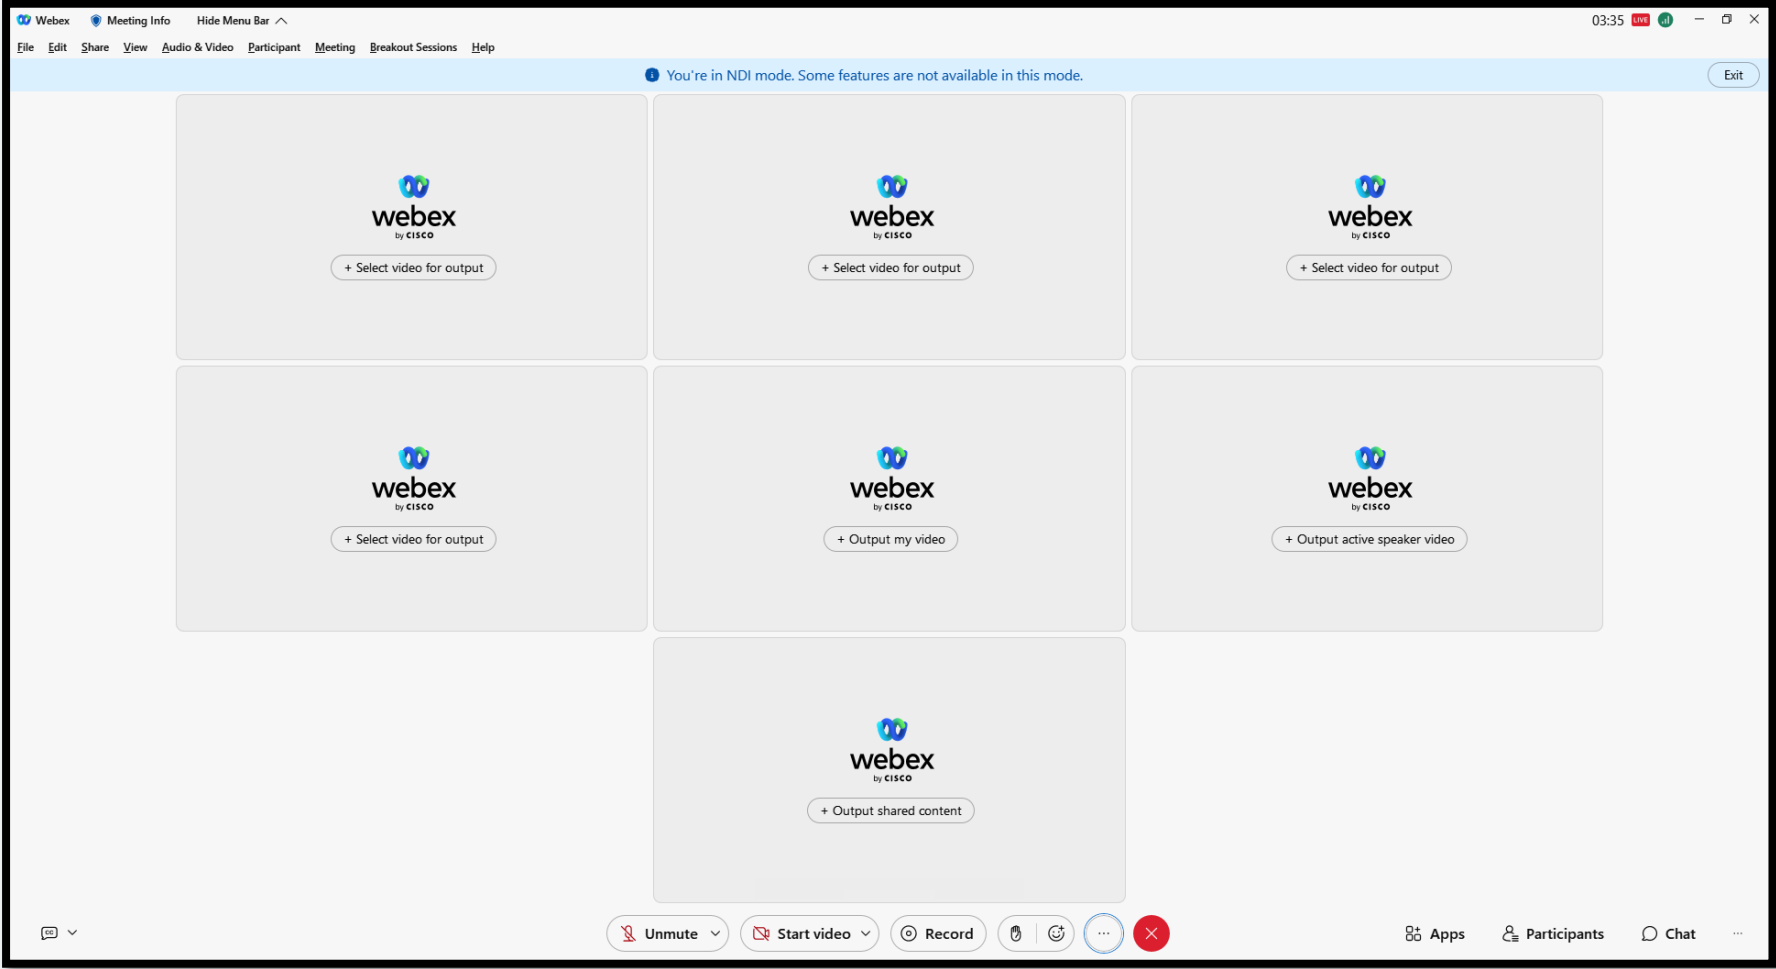 Webex Meeting Info Hide Menu Bar 03:35 LIVE
File Edit Share View Audio & Video Participant Meeting Breakout Sessions Help
You're in NDI mode. Some features are not available in this mode. Exit
webex webex webex
by CISCO by CISCO by CISCO
+ Select video for output + Select video for output + Select video for output
webex webex webex
by CISCO by CISCO by CISCO
+ Select video for output + Output my video + Output active speaker video
webex
by CISCO
+ Output shared content
CC Unmute Start video Record ... Apps Participants Chat ...